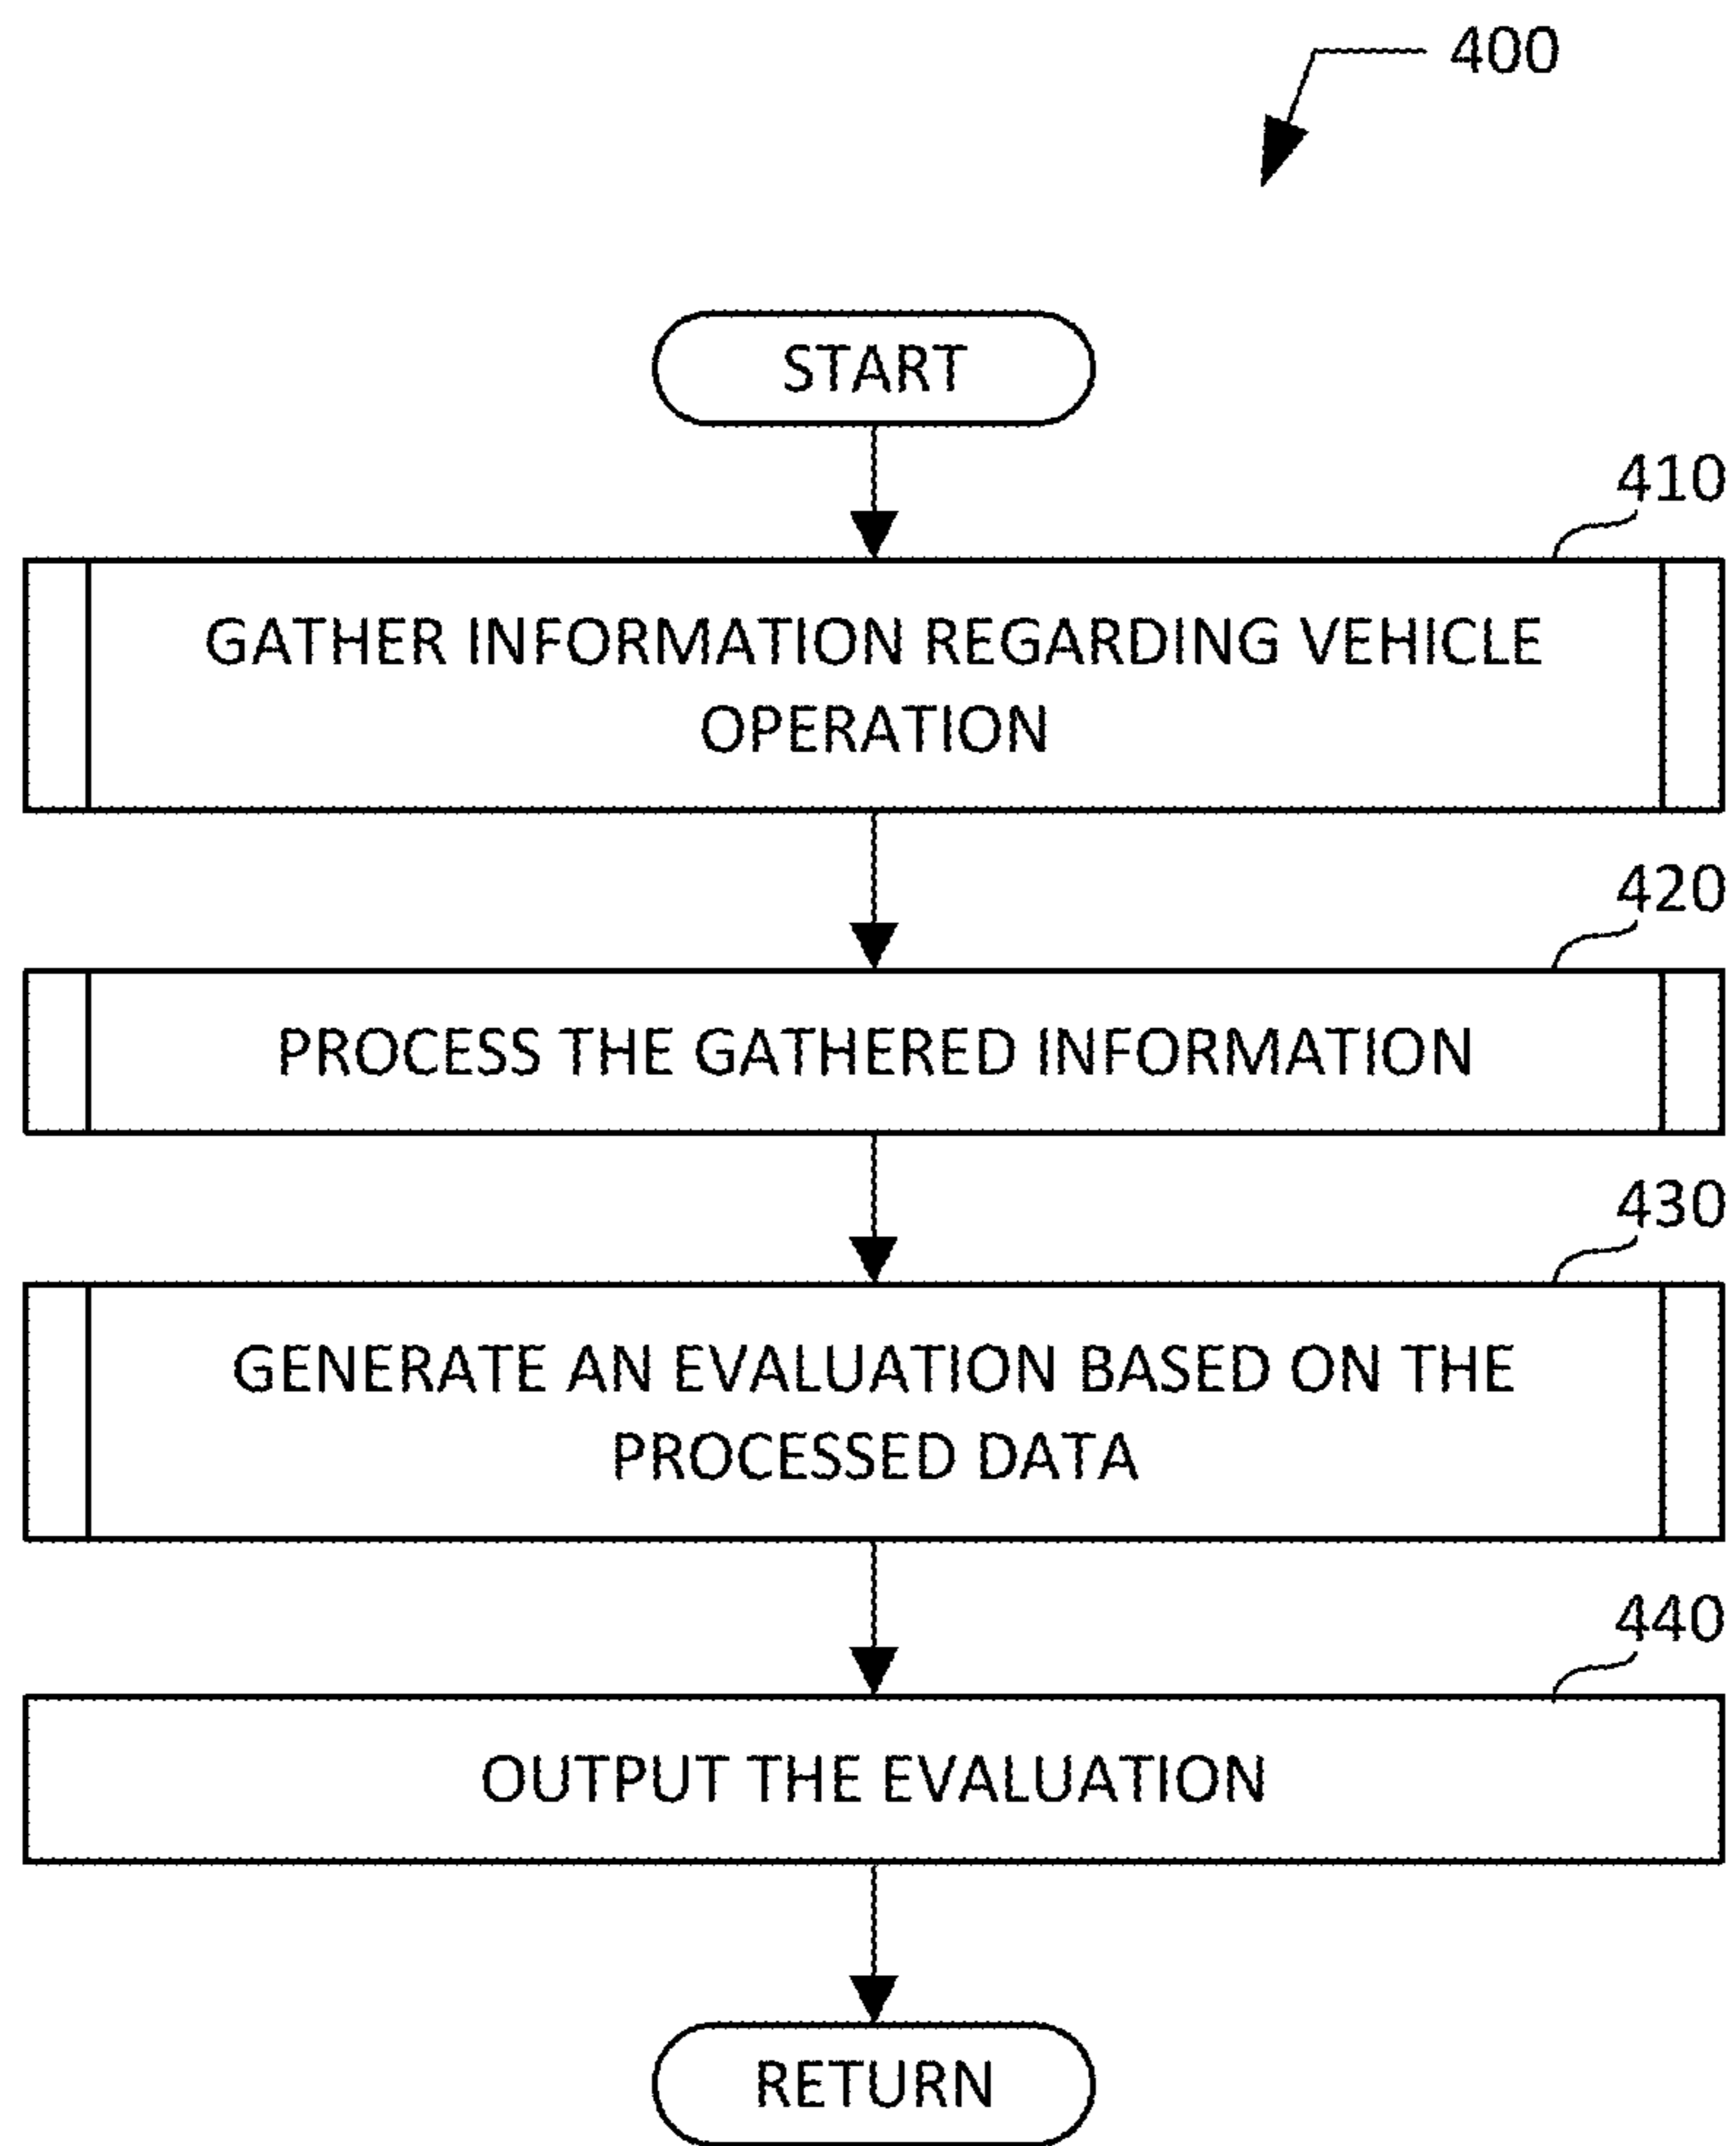 400
START
410
GATHER INFORMATION REGARDING VEHICLE
OPERATION
420
PROCESS THE GATHERED INFORMATION
430
GENERATE AN EVALUATION BASED ON THE
PROCESSED DATA
440
OUTPUT THE EVALUATION
RETURN